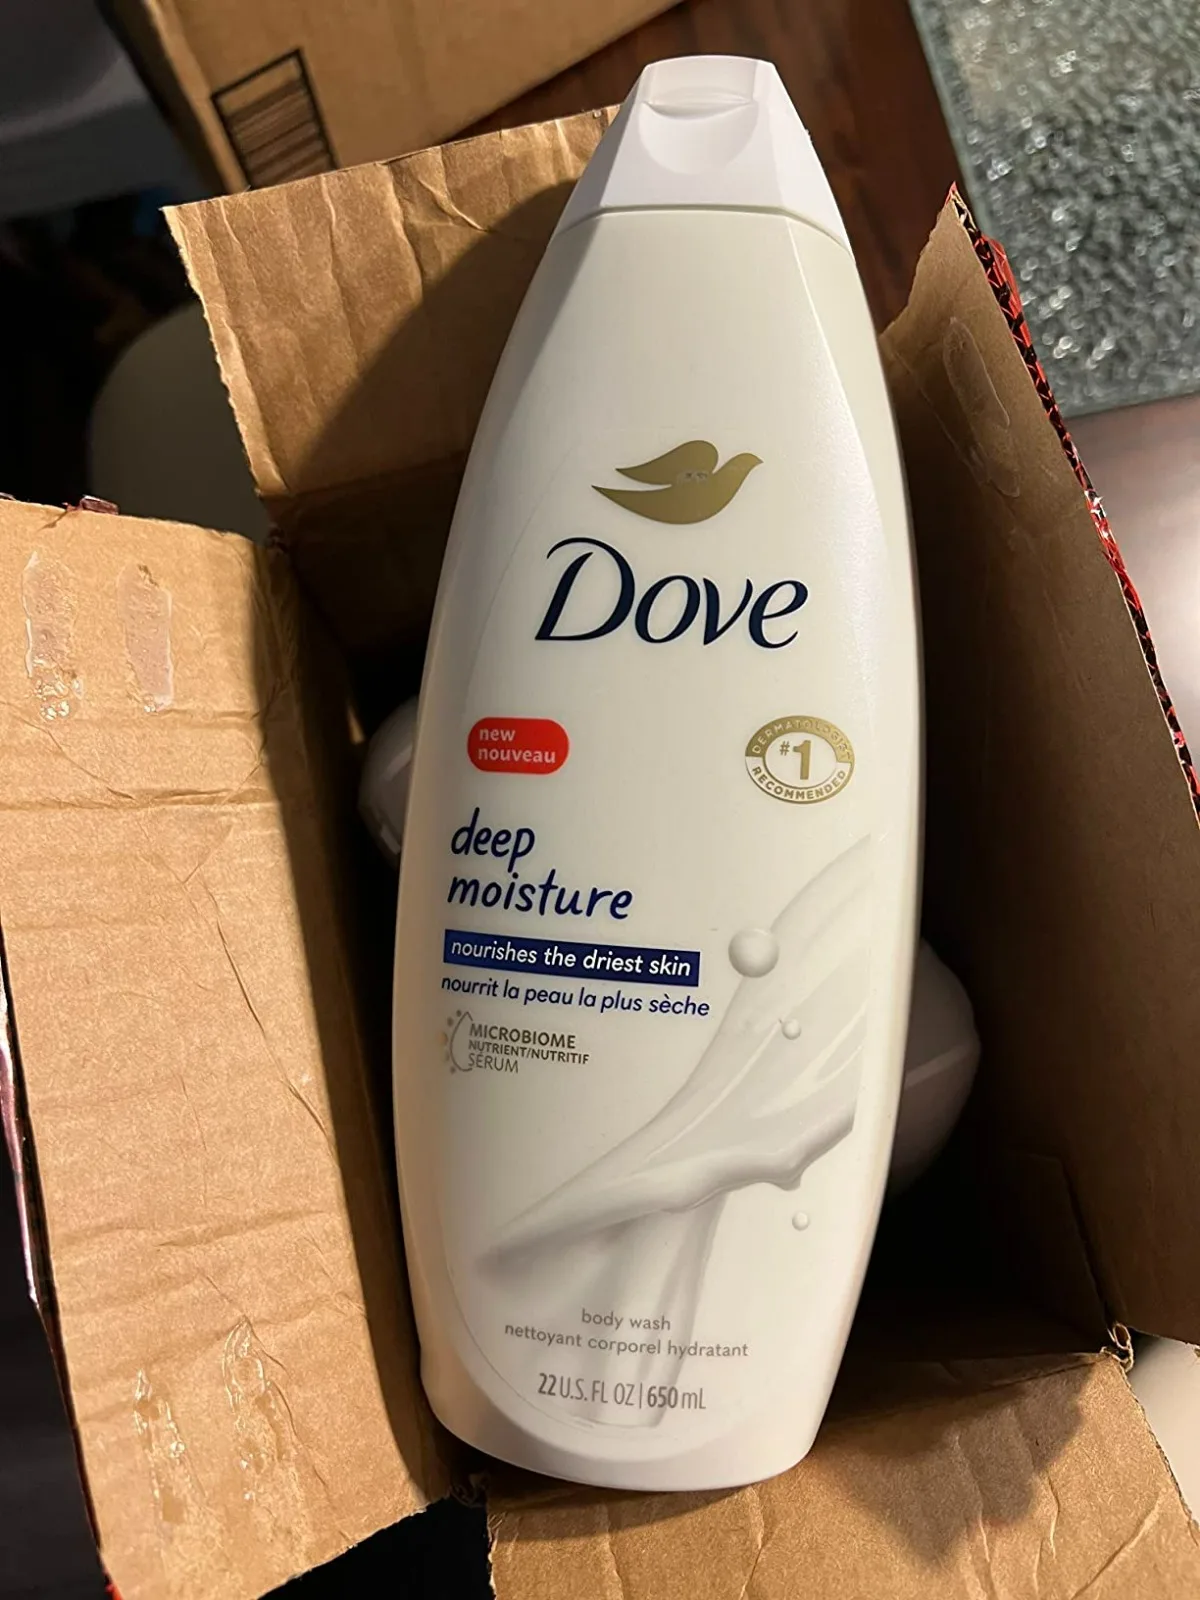 Dove
new
nouveau
DERMATOLOGIST
#1
RECOMMENDED
deep
moisture
nourishes the driest skin
nourrit la peau la plus sèche
MICROBIOME
NUTRIENT/NUTRITIF
SÉRUM
body wash
nettoyant corporel hydratant
22 U.S. FL OZ | 650 mL